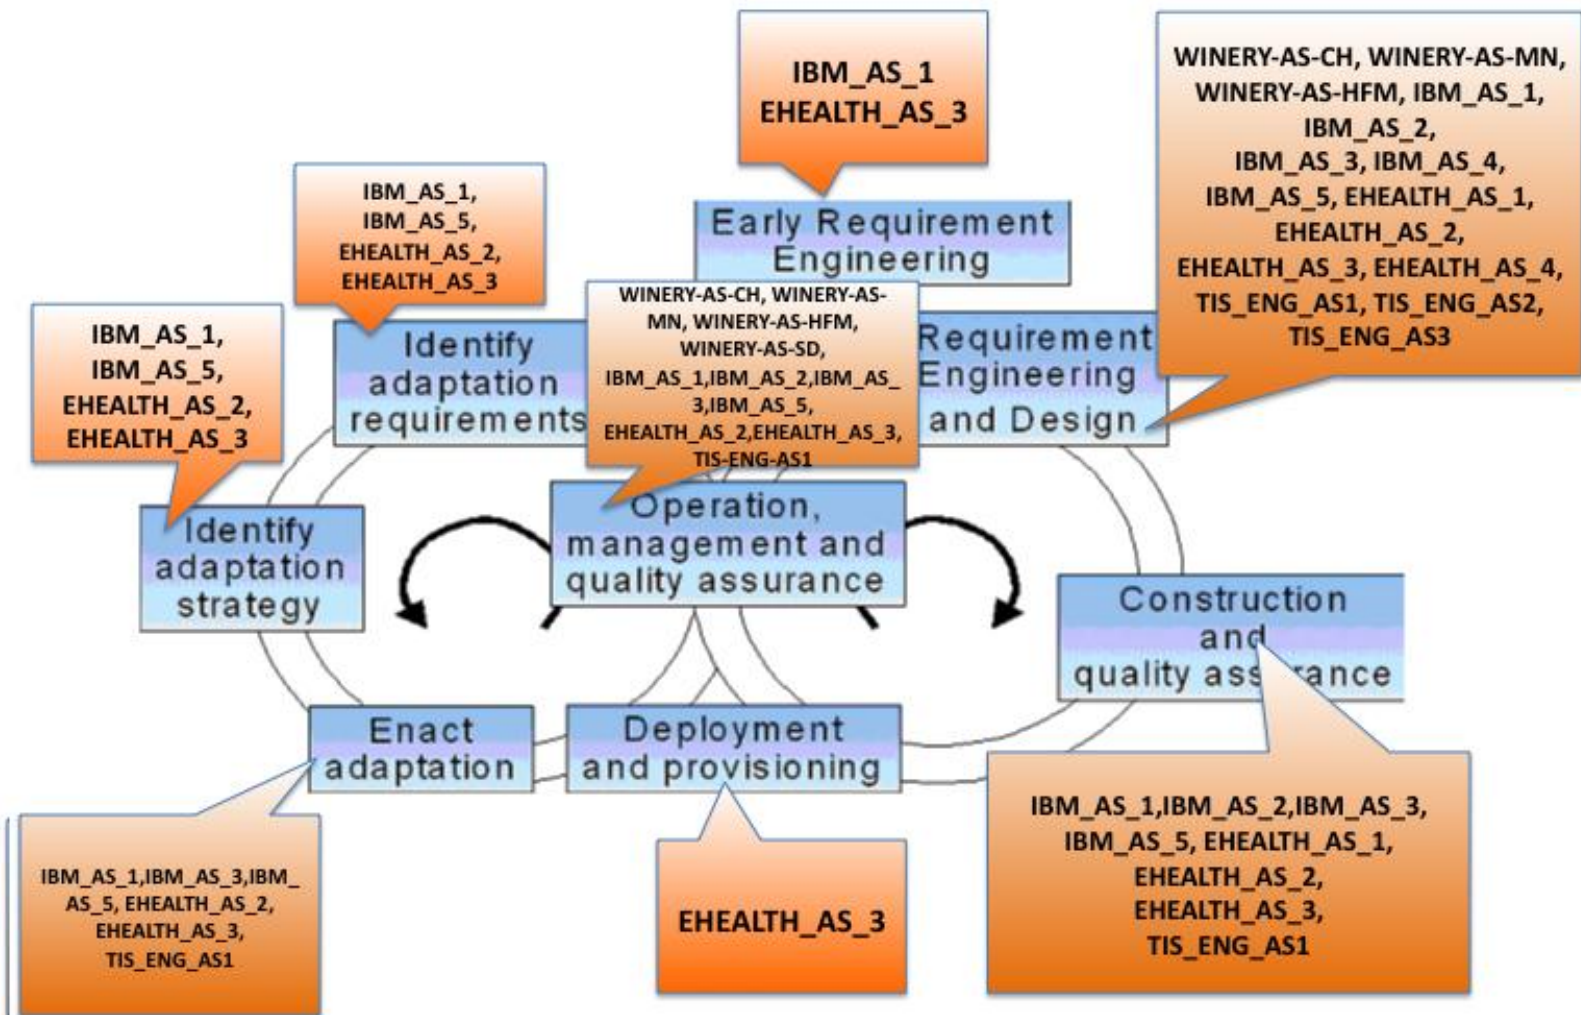 IBM_AS_1
EHEALTH_AS_3
WINERY-AS-CH, WINERY-AS-MN,
WINERY-AS-HFM, IBM_AS_1,
IBM_AS_2,
IBM_AS_3, IBM_AS_4,
IBM_AS_5, EHEALTH_AS_1,
EHEALTH_AS_2,
EHEALTH_AS_3, EHEALTH_AS_4,
TIS_ENG_AS1, TIS_ENG_AS2,
TIS_ENG_AS3
IBM_AS_1,
IBM_AS_5,
EHEALTH_AS_2,
EHEALTH_AS_3
Early Requirement
Engineering
IBM_AS_1,
IBM_AS_5,
EHEALTH_AS_2,
EHEALTH_AS_3
Identify
adaptation
requirements
WINERY-AS-CH, WINERY-AS-
MN, WINERY-AS-HFM,
WINERY-AS-SD,
IBM_AS_1,IBM_AS_2,IBM_AS_
3,IBM_AS_5,
EHEALTH_AS_2,EHEALTH_AS_3,
TIS-ENG-AS1
Requirement
Engineering
and Design
Identify
adaptation
strategy
Operation,
management and
quality assurance
Construction
and
quality
Enact
adaptation
Deployment
and provisioning
IBM_AS_1,IBM_AS_3,IBM_
AS_5, EHEALTH_AS_2,
EHEALTH_AS_3,
TIS_ENG_AS1
EHEALTH_AS_3
IBM_AS_1,IBM_AS_2,IBM_AS_3,
IBM_AS_5, EHEALTH_AS_1,
EHEALTH_AS_2,
EHEALTH_AS_3,
TIS_ENG_AS1